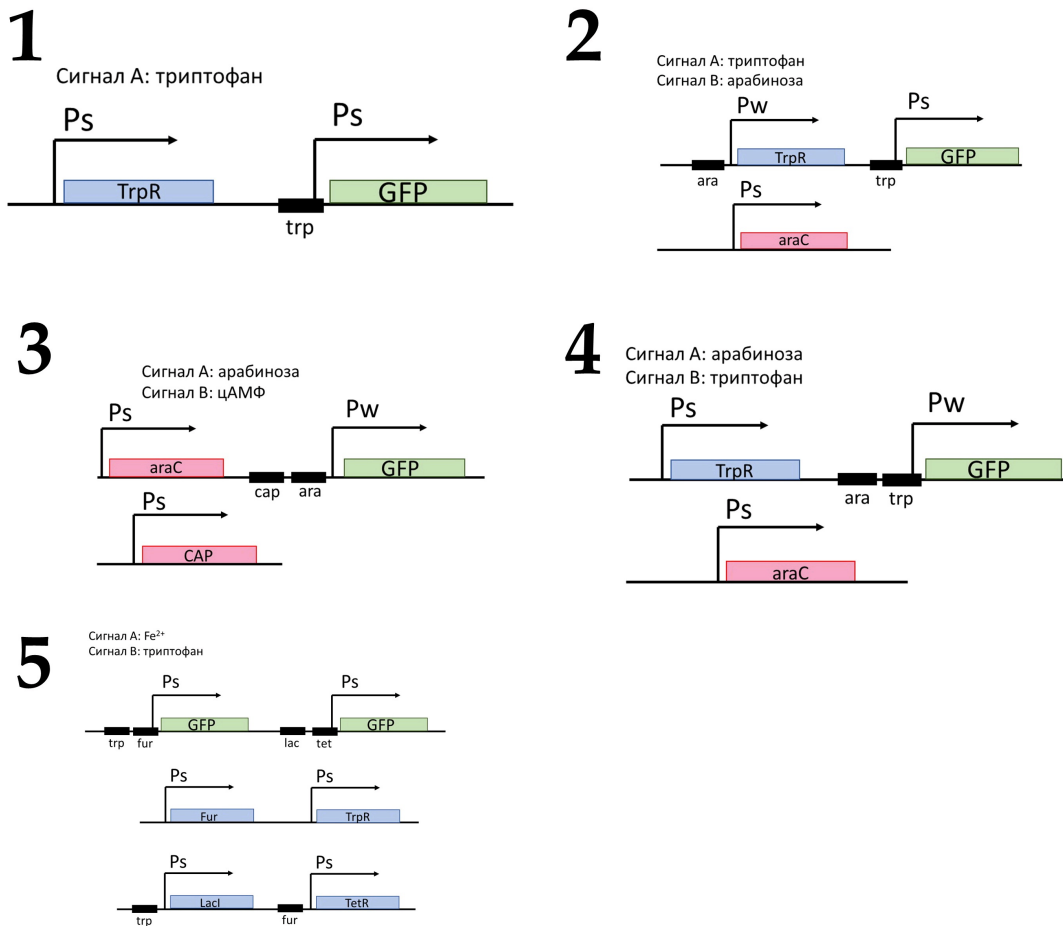 1
Сигнал А: триптофан
Ps
Ps
TrpR
GFP
trp
2
Сигнал А: триптофан
Сигнал В: арабиноза
Pw
Ps
TrpR
GFP
ara
trp
Ps
araC
3
Сигнал А: арабиноза
Сигнал В: цАМФ
Ps
Pw
araC
GFP
cap
ara
Ps
CAP
4
Сигнал А: арабиноза
Сигнал В: триптофан
Ps
Pw
TrpR
GFP
ara
trp
Ps
araC
5
Сигнал А: Fe²⁺
Сигнал В: триптофан
Ps
Ps
GFP
GFP
trp
fur
lac
tet
Ps
Ps
Fur
TrpR
Ps
Ps
LacI
TetR
trp
fur